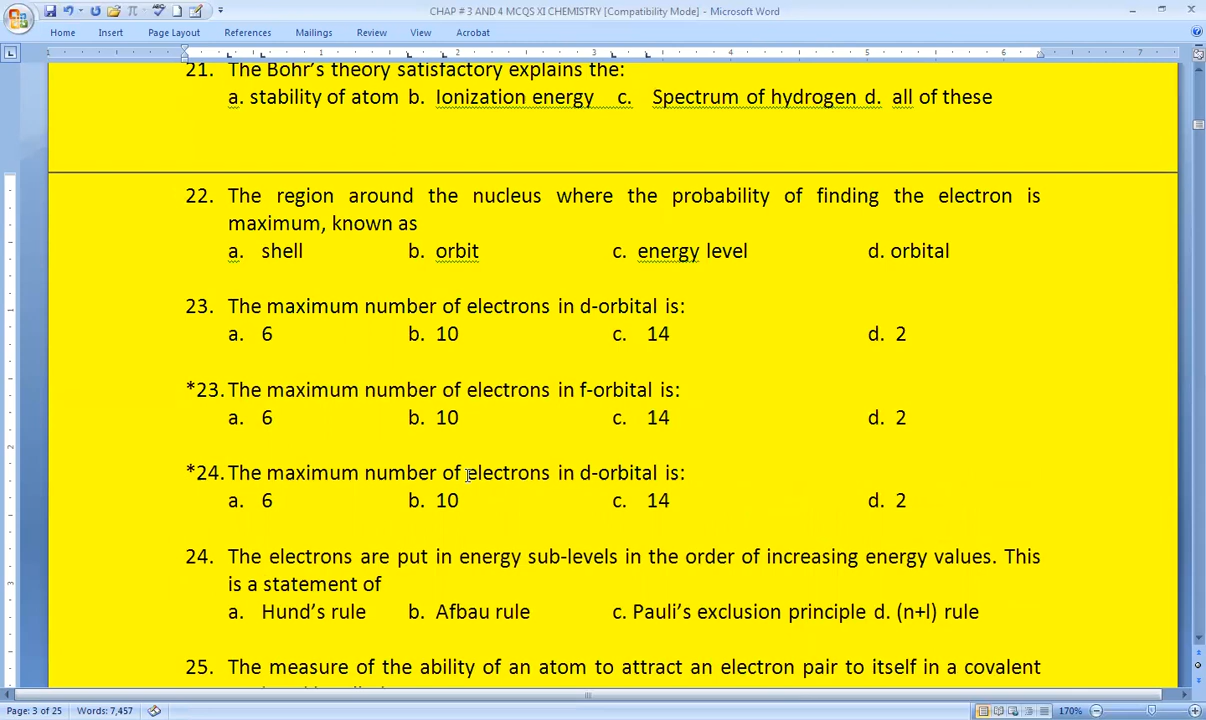 CHAP # 3 AND 4 MCQS XI CHEMISTRY [Compatibility Mode] - Microsoft Word
Home Insert Page Layout References Mailings Review View Acrobat
1 1 2 3 4 5 6 7
21. The Bohr's theory satisfactory explains the:
a. stability of atom b. Ionization energy c. Spectrum of hydrogen d. all of these
22. The region around the nucleus where the probability of finding the electron is
maximum, known as
a. shell b. orbit c. energy level d. orbital
23. The maximum number of electrons in d-orbital is:
a. 6 b. 10 c. 14 d. 2
*23. The maximum number of electrons in f-orbital is:
a. 6 b. 10 c. 14 d. 2
*24. The maximum number of electrons in d-orbital is:
a. 6 b. 10 c. 14 d. 2
24. The electrons are put in energy sub-levels in the order of increasing energy values. This
is a statement of
a. Hund's rule b. Afbau rule c. Pauli's exclusion principle d. (n+l) rule
25. The measure of the ability of an atom to attract an electron pair to itself in a covalent
Page: 3 of 25 Words: 7,457 170%